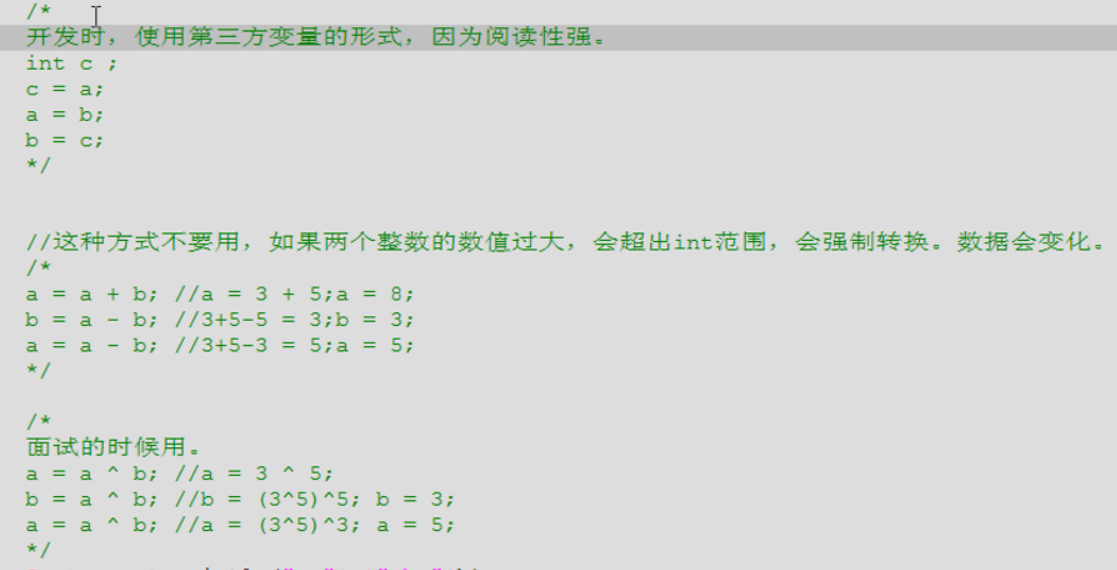 /*
开发时，使用第三方变量的形式，因为阅读性强。
int c ;
c = a;
a = b;
b = c;
*/
//这种方式不要用，如果两个整数的数值过大，会超出int范围，会强制转换。数据会变化。
/*
a = a + b; //a = 3 + 5;a = 8;
b = a - b; //3+5-5 = 3;b = 3;
a = a - b; //3+5-3 = 5;a = 5;
*/
/*
面试的时候用。
a = a ^ b; //a = 3 ^ 5;
b = a ^ b; //b = (3^5)^5; b = 3;
a = a ^ b; //a = (3^5)^3; a = 5;
*/